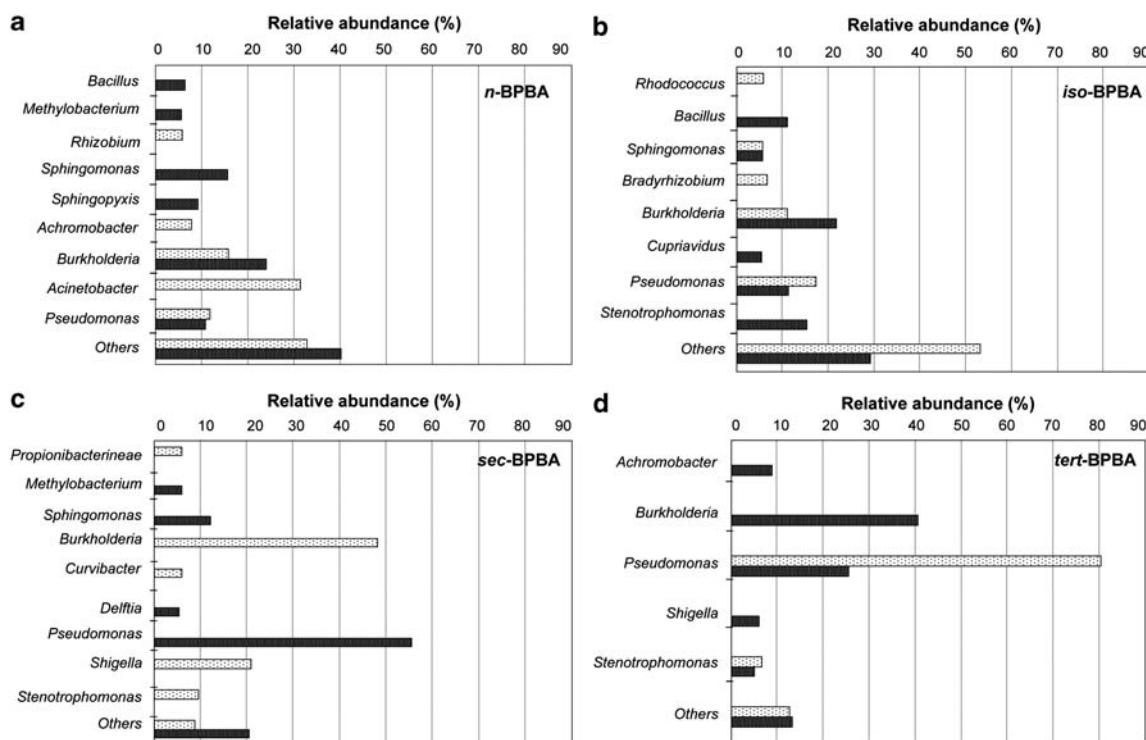 a
Relative abundance (%)
0 10 20 30 40 50 60 70 80 90
n-BPBA
Bacillus
Methylobacterium
Rhizobium
Sphingomonas
Sphingopyxis
Achromobacter
Burkholderia
Acinetobacter
Pseudomonas
Others
b
Relative abundance (%)
0 10 20 30 40 50 60 70 80 90
iso-BPBA
Rhodococcus
Bacillus
Sphingomonas
Bradyrhizobium
Burkholderia
Cupriavidus
Pseudomonas
Stenotrophomonas
Others
c
Relative abundance (%)
0 10 20 30 40 50 60 70 80 90
sec-BPBA
Propionibacterineae
Methylobacterium
Sphingomonas
Burkholderia
Curvibacter
Delftia
Pseudomonas
Shigella
Stenotrophomonas
Others
d
Relative abundance (%)
0 10 20 30 40 50 60 70 80 90
tert-BPBA
Achromobacter
Burkholderia
Pseudomonas
Shigella
Stenotrophomonas
Others